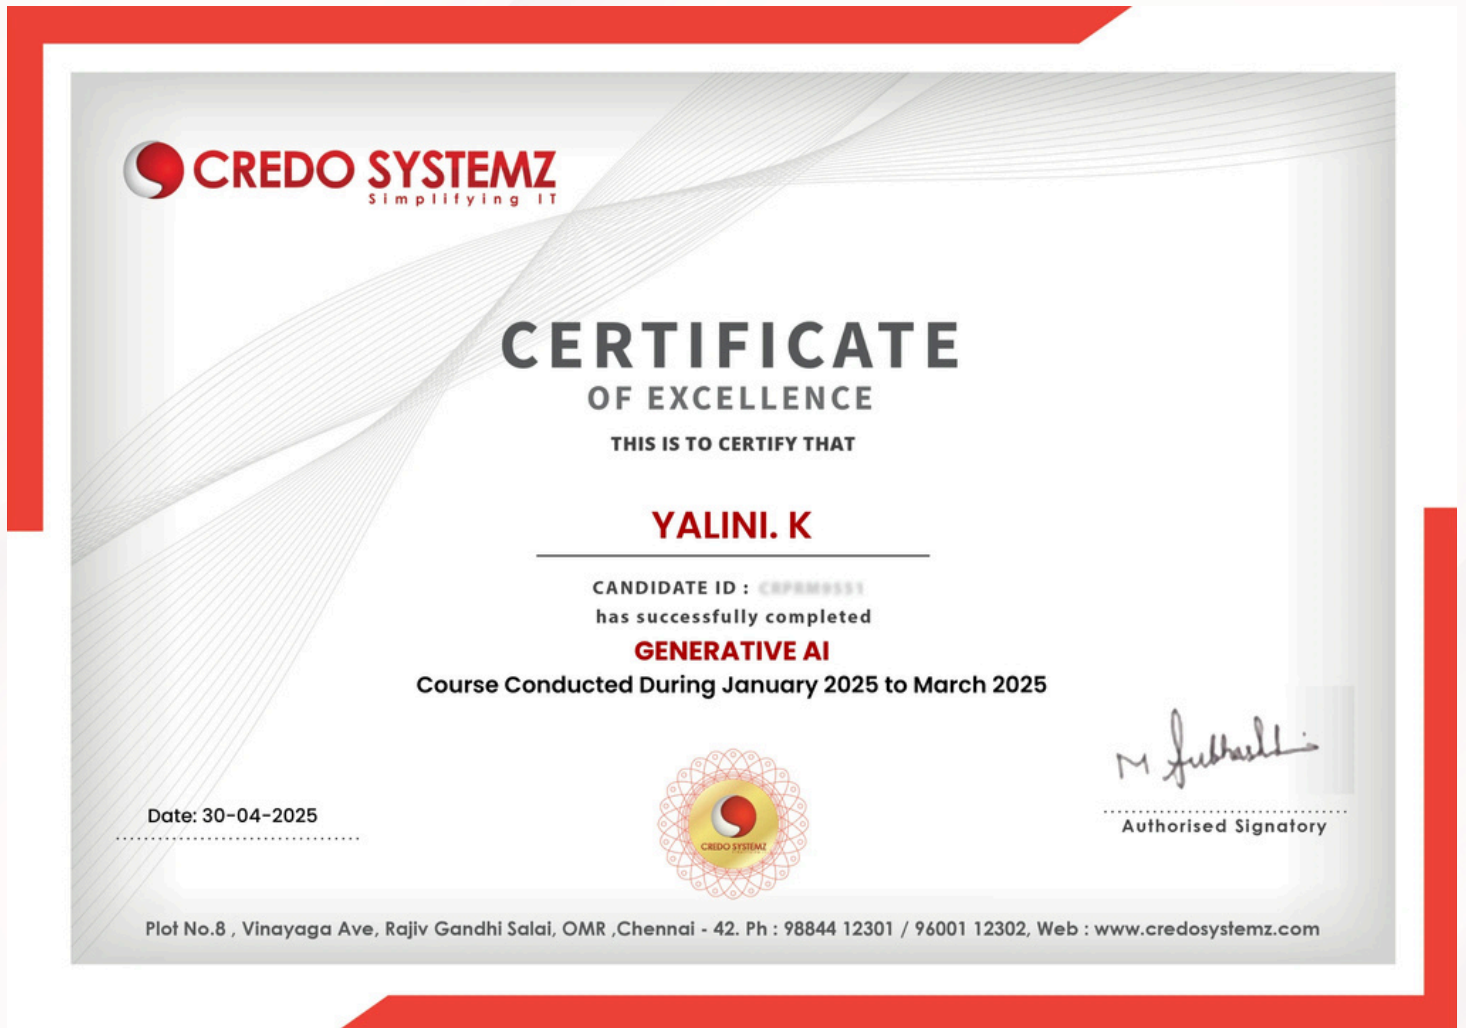 CREDO SYSTEMZ
Simplifying IT
CERTIFICATE
OF EXCELLENCE
THIS IS TO CERTIFY THAT
YALINI. K
CANDIDATE ID :
has successfully completed
GENERATIVE AI
Course Conducted During January 2025 to March 2025
Date: 30-04-2025
CREDO SYSTEMZ
Authorised Signatory
Plot No.8 , Vinayaga Ave, Rajiv Gandhi Salai, OMR ,Chennai - 42. Ph : 98844 12301 / 96001 12302, Web : www.credosystemz.com